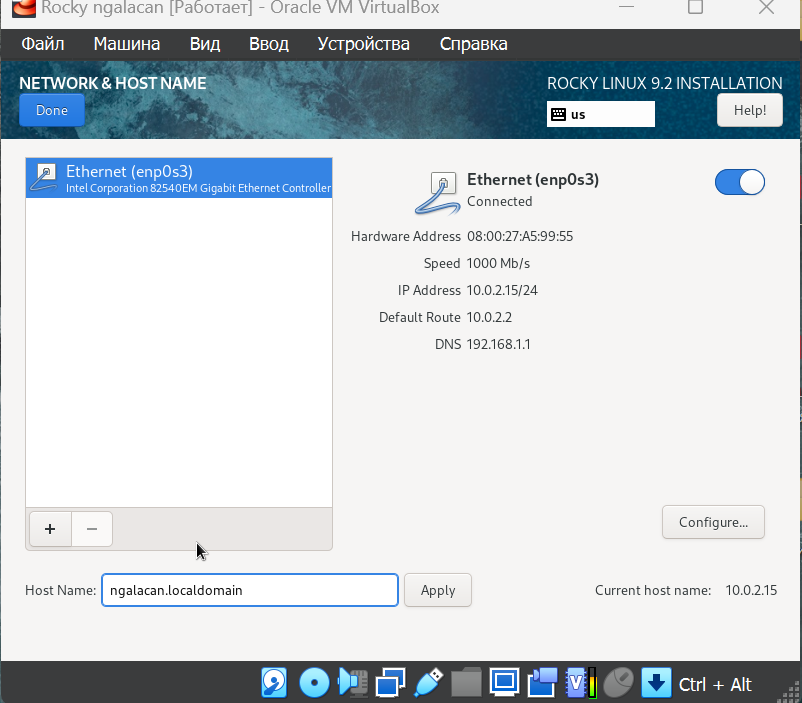 Rocky ngalacan [Работает] - Oracle VM VirtualBox
Файл Машина Вид Ввод Устройства Справка
NETWORK & HOST NAME
ROCKY LINUX 9.2 INSTALLATION
Done
us
Help!
Ethernet (enp0s3)
Intel Corporation 82540EM Gigabit Ethernet Controller
Ethernet (enp0s3)
Connected
Hardware Address 08:00:27:A5:99:55
Speed 1000 Mb/s
IP Address 10.0.2.15/24
Default Route 10.0.2.2
DNS 192.168.1.1
+ −
Configure...
Host Name: ngalacan.localdomain Apply Current host name: 10.0.2.15
V
Ctrl + Alt